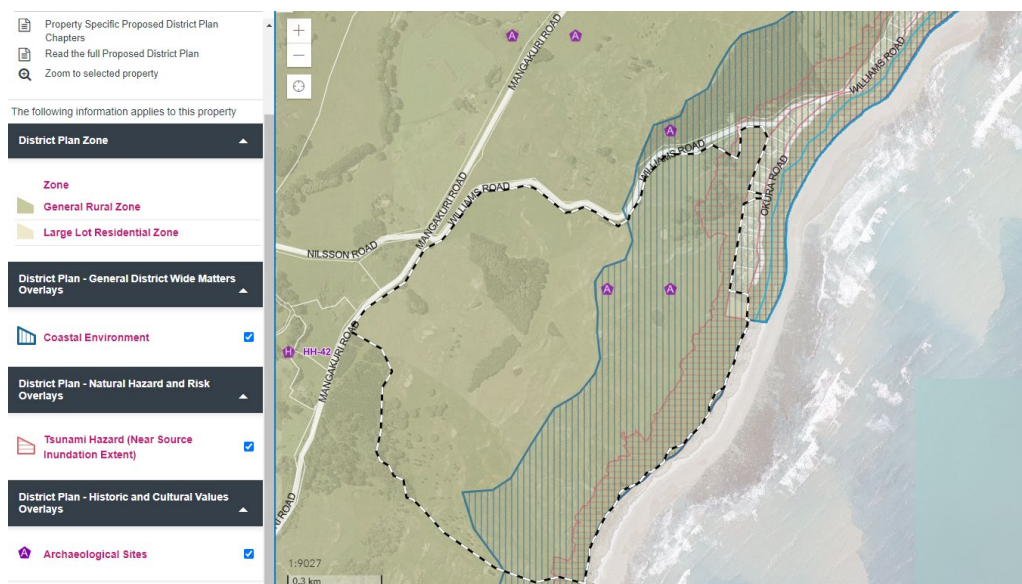 Property Specific Proposed District Plan
Chapters
Read the full Proposed District Plan
Zoom to selected property
The following information applies to this property
District Plan Zone
Zone
General Rural Zone
Large Lot Residential Zone
District Plan - General District Wide Matters
Overlays
Coastal Environment
District Plan - Natural Hazard and Risk
Overlays
Tsunami Hazard (Near Source
Inundation Extent)
District Plan - Historic and Cultural Values
Overlays
A Archaeological Sites
+
−
A
A
MANGAKURI ROAD
WILLIAMS ROAD
A
WILLIAMS ROAD
OKURA ROAD
WILLIAMS ROAD
MANGAKURI ROAD
NILSSON ROAD
A
A
H HH-42
MANGAKURI ROAD
RI ROAD
1:9027
0.3 km